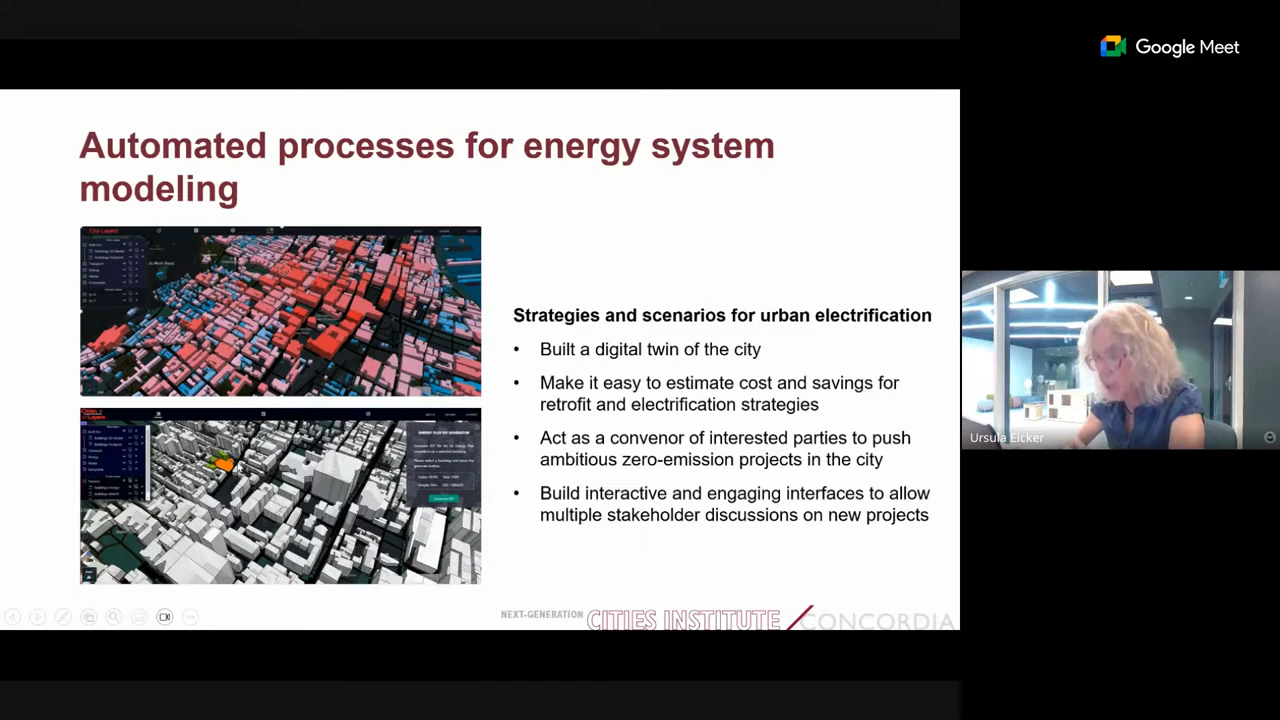 Google Meet
Automated processes for energy system
modeling
City Layers
Strategies and scenarios for urban electrification
• Built a digital twin of the city
• Make it easy to estimate cost and savings for
retrofit and electrification strategies
• Act as a convenor of interested parties to push
ambitious zero-emission projects in the city
• Build interactive and engaging interfaces to allow
multiple stakeholder discussions on new projects
Ursula Eicker
NEXT-GENERATION CITIES INSTITUTE / CONCORDIA